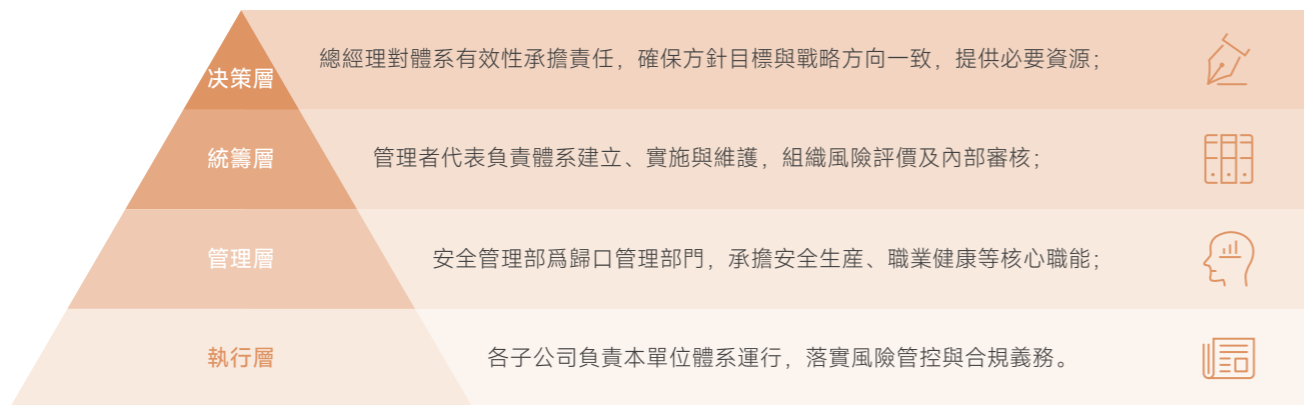 决策層
總經理對體系有效性承擔責任，確保方針目標與戰略方向一致，提供必要資源；
統籌層
管理者代表負責體系建立、實施與維護，組織風險評價及內部審核；
管理層
安全管理部爲歸口管理部門，承擔安全生産、職業健康等核心職能；
執行層
各子公司負責本單位體系運行，落實風險管控與合規義務。